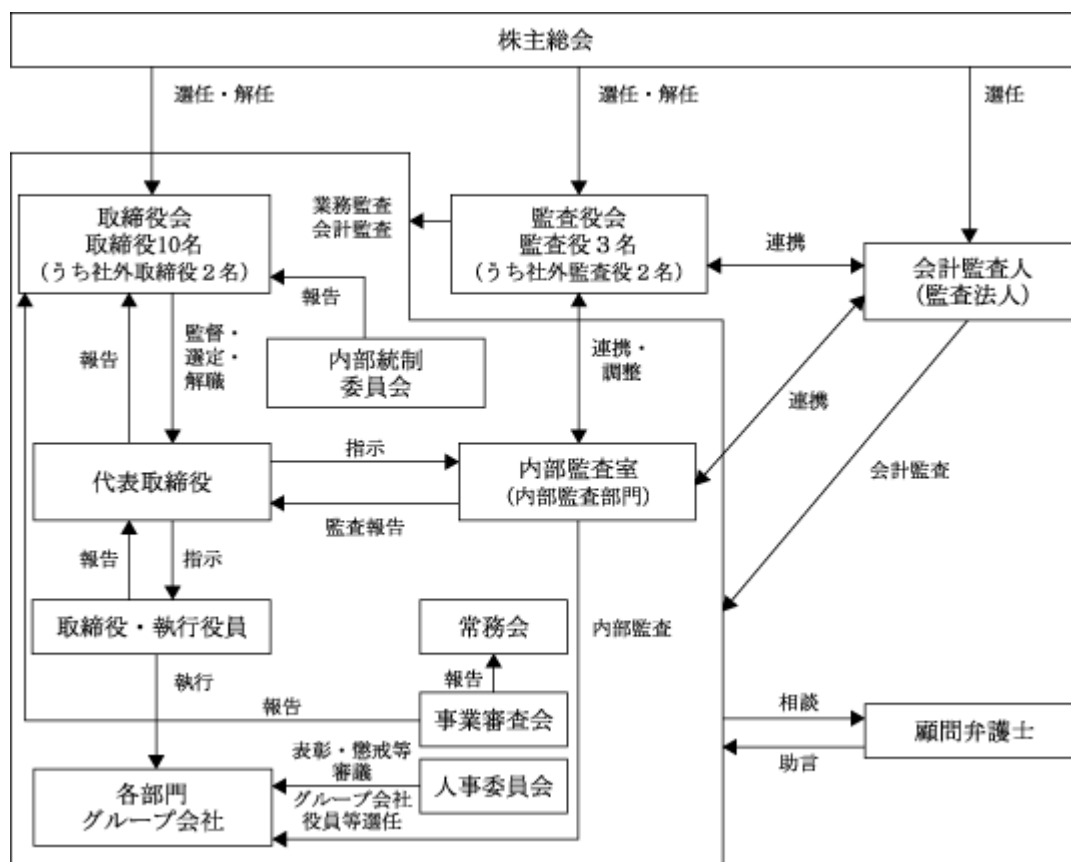 株主総会
選任・解任
選任・解任
選任
取締役会
取締役10名
(うち社外取締役2名)
業務監査
会計監査
監査役会
監査役3名
(うち社外監査役2名)
連携
会計監査人
(監査法人)
報告
報告
監督・
選定・
解職
内部統制
委員会
連携・
調整
連携
会計監査
代表取締役
指示
監査報告
内部監査室
(内部監査部門)
報告
指示
取締役・執行役員
常務会
内部監査
執行
報告
報告
事業審査会
相談
助言
顧問弁護士
表彰・懲戒等
審議
人事委員会
グループ会社
役員等選任
各部門
グループ会社